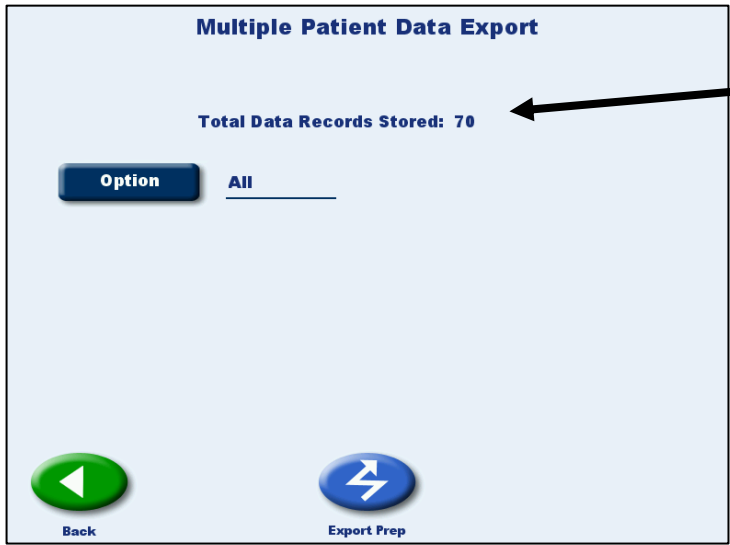 Multiple Patient Data Export
Total Data Records Stored: 70
Option All
Back Export Prep